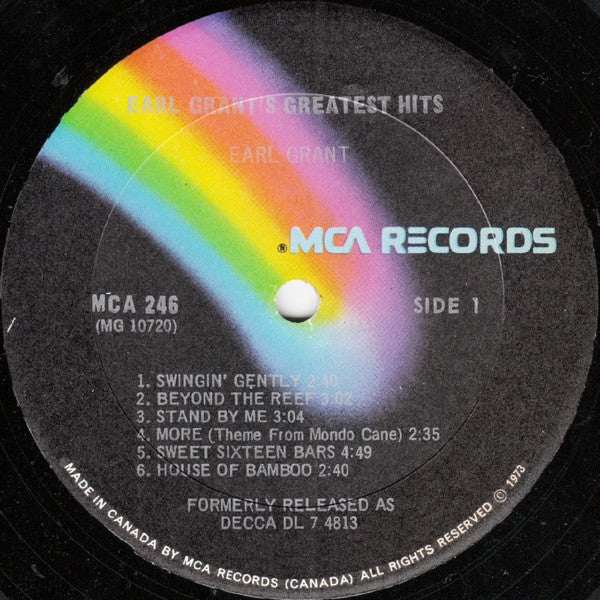 EARL GRANT'S GREATEST HITS
EARL GRANT
® MCA RECORDS
MCA 246
(MG 10720)
SIDE 1
1. SWINGIN' GENTLY 2:40
2. BEYOND THE REEF 3:02
3. STAND BY ME 3:04
4. MORE (Theme From Mondo Cane) 2:35
5. SWEET SIXTEEN BARS 4:49
6. HOUSE OF BAMBOO 2:40
FORMERLY RELEASED AS
DECCA DL 7 4813
MADE IN CANADA BY MCA RECORDS (CANADA) ALL RIGHTS RESERVED © 1973